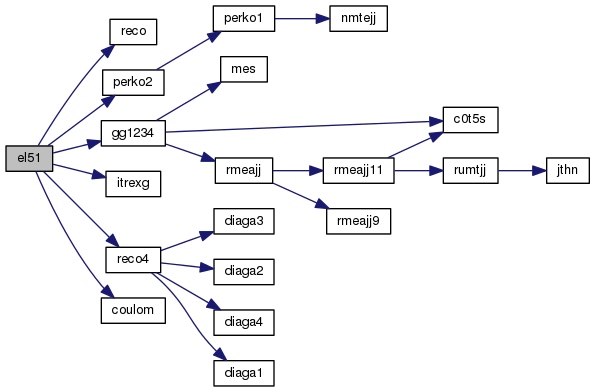 el51
reco
perko2
perko1
nmtejj
gg1234
mes
c0t5s
rmeajj
rmeajj11
rumtjj
jthn
rmeajj9
itrexg
reco4
diaga3
diaga2
diaga4
diaga1
coulom